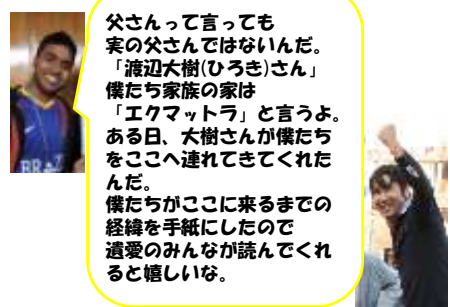 父さんって言っても
実の父さんではないんだ。
「渡辺大樹(ひろき)さん」
僕たち家族の家は
「エクマットラ」と言うよ。
ある日、大樹さんが僕たち
をここへ連れてきてくれた
んだ。
僕たちがここに来るまでの
経緯を手紙にしたので
遺愛のみんなが読んでくれ
ると嬉しいな。